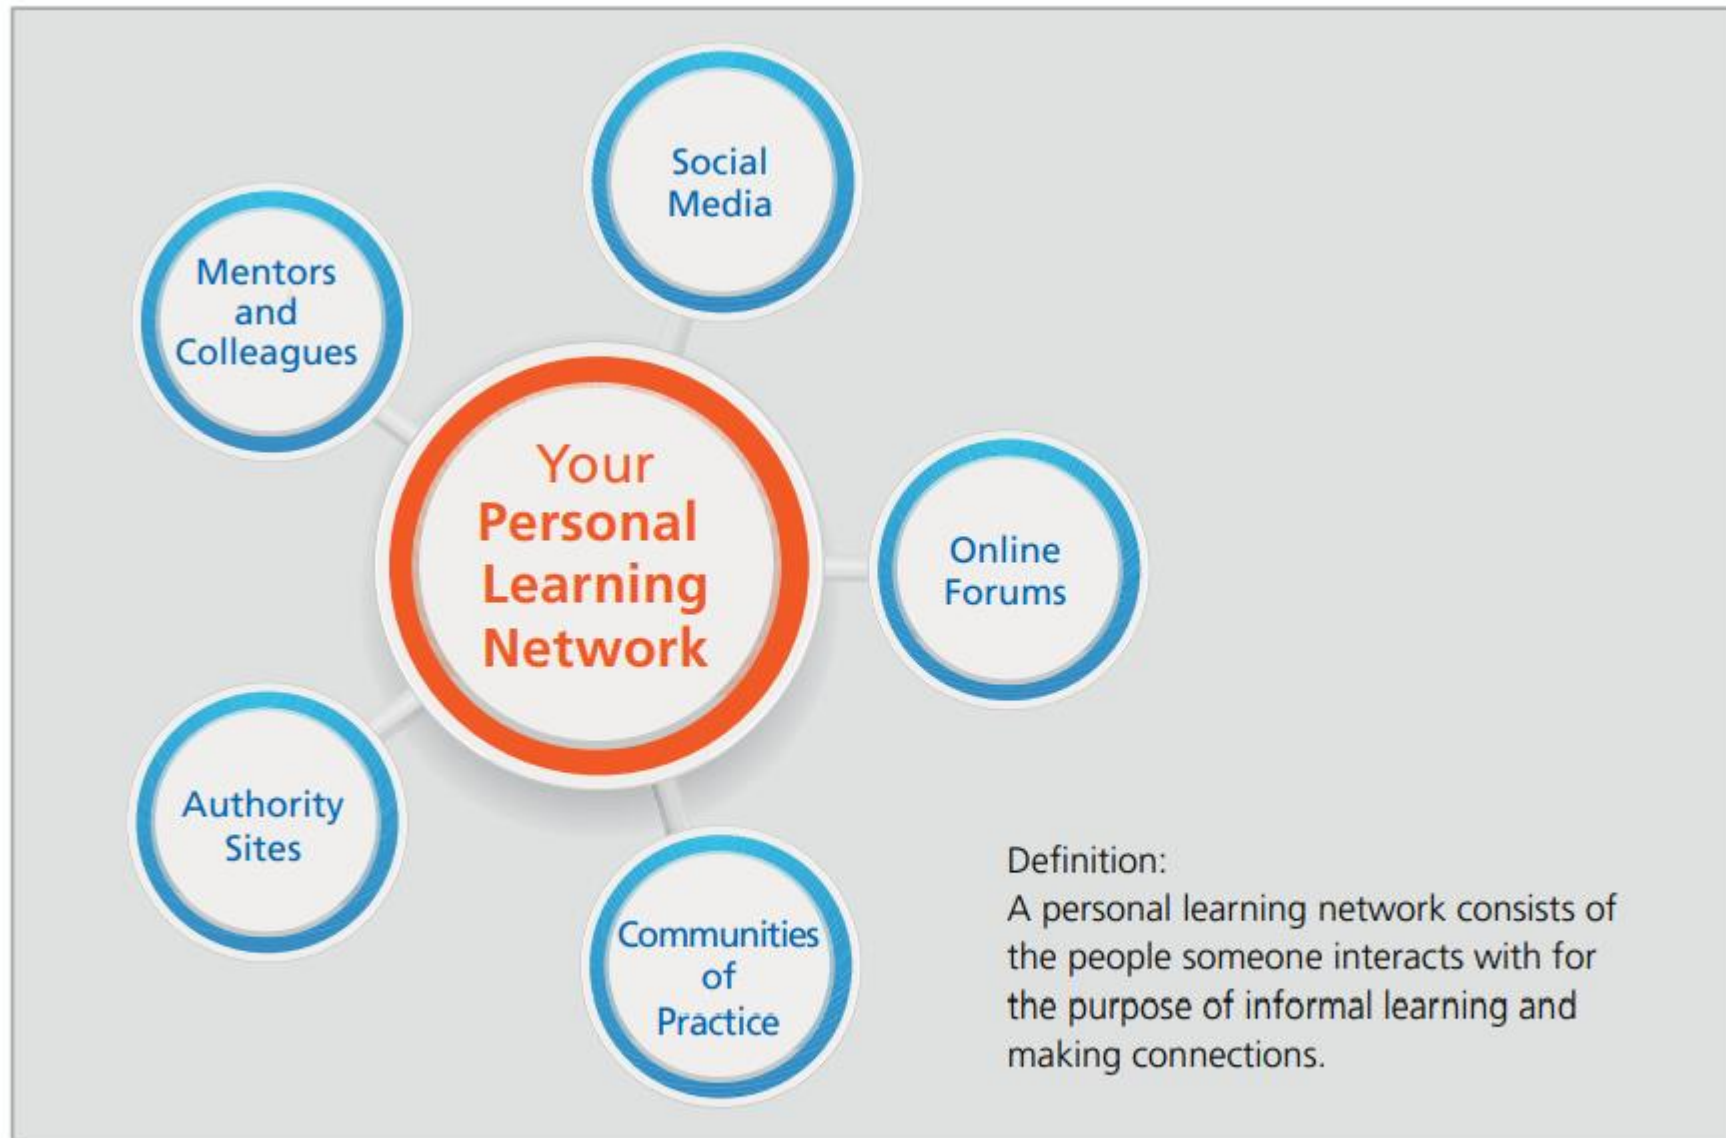 Social
Media
Mentors
and
Colleagues
Your
Personal
Learning
Network
Online
Forums
Authority
Sites
Communities
of
Practice
Definition:
A personal learning network consists of
the people someone interacts with for
the purpose of informal learning and
making connections.